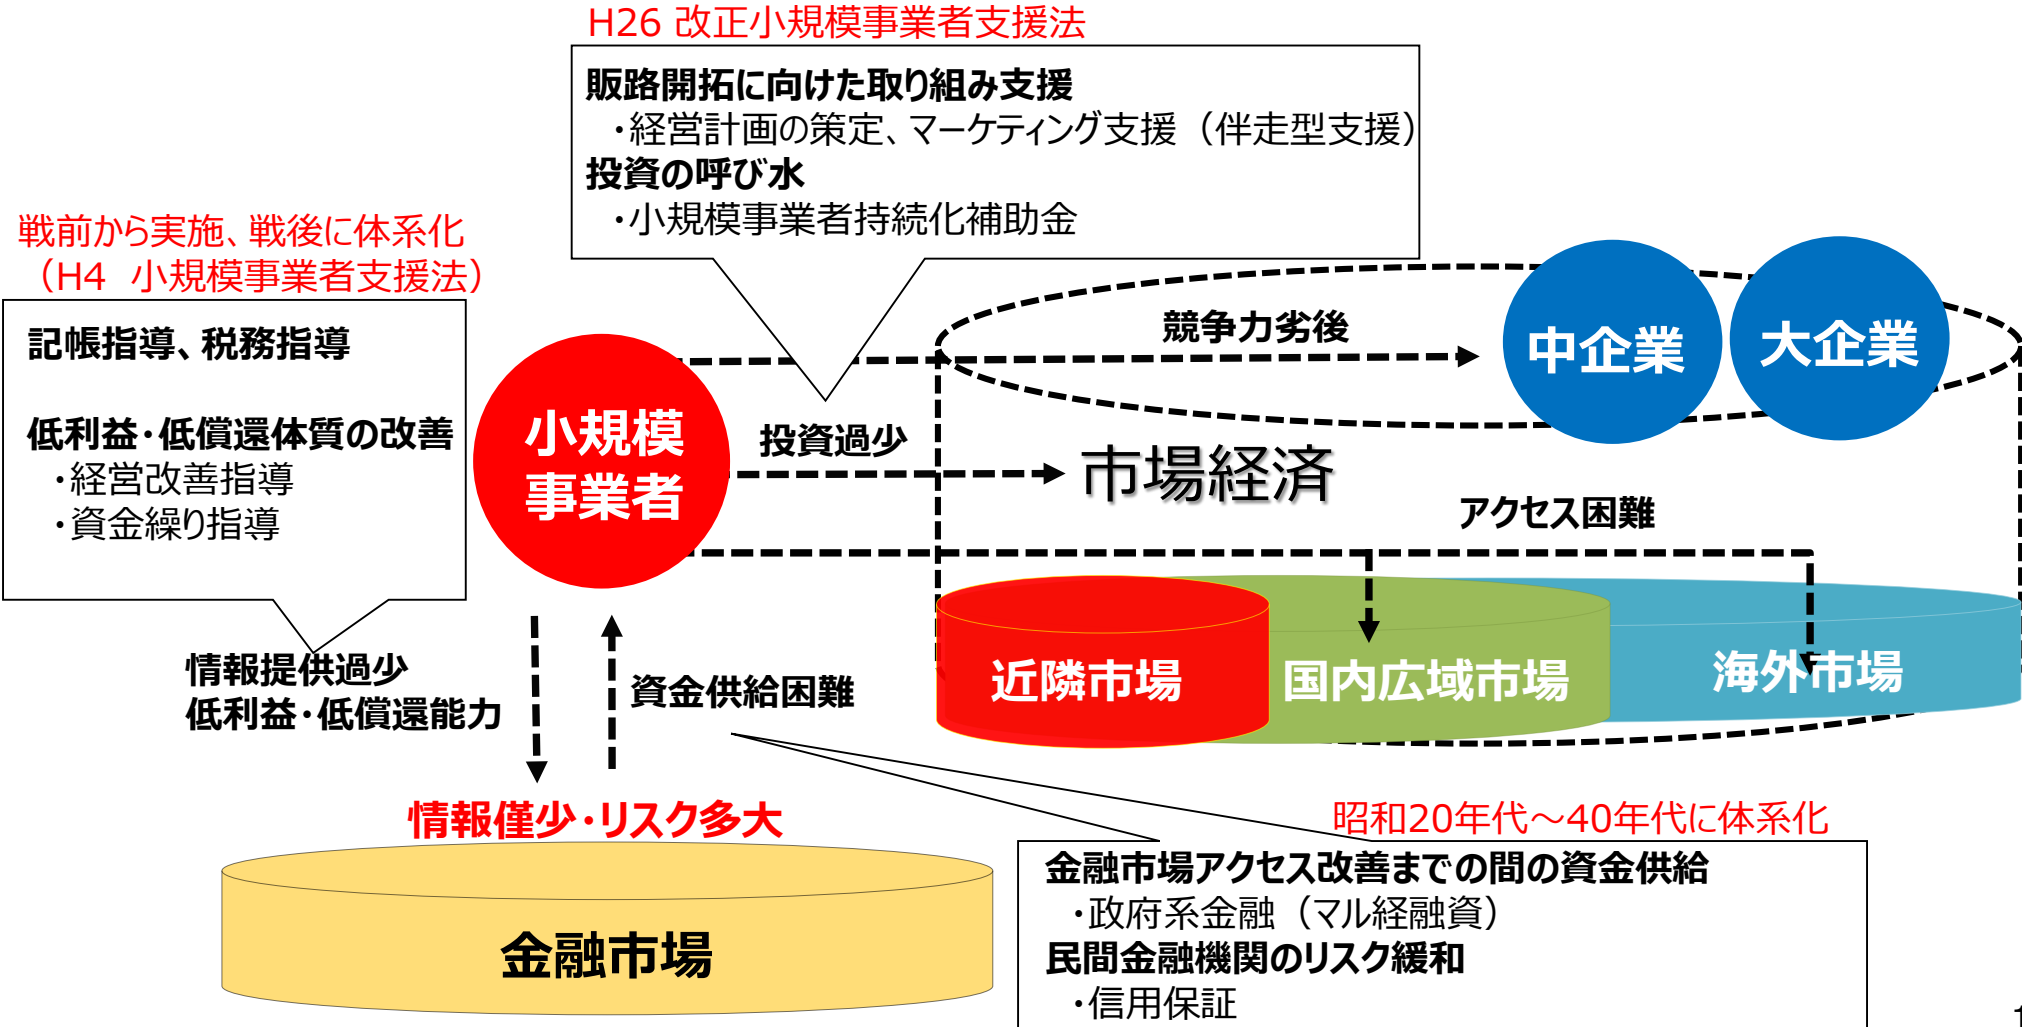 H26 改正小規模事業者支援法
販路開拓に向けた取り組み支援
・経営計画の策定、マーケティング支援（伴走型支援）
投資の呼び水
・小規模事業者持続化補助金
戦前から実施、戦後に体系化
（H4 小規模事業者支援法）
記帳指導、税務指導
低利益・低償還体質の改善
・経営改善指導
・資金繰り指導
小規模
事業者
競争力劣後
中企業
大企業
投資過少
市場経済
アクセス困難
近隣市場
国内広域市場
海外市場
情報提供過少
低利益・低償還能力
資金供給困難
情報僅少・リスク多大
金融市場
昭和20年代～40年代に体系化
金融市場アクセス改善までの間の資金供給
・政府系金融（マル経融資）
民間金融機関のリスク緩和
・信用保証